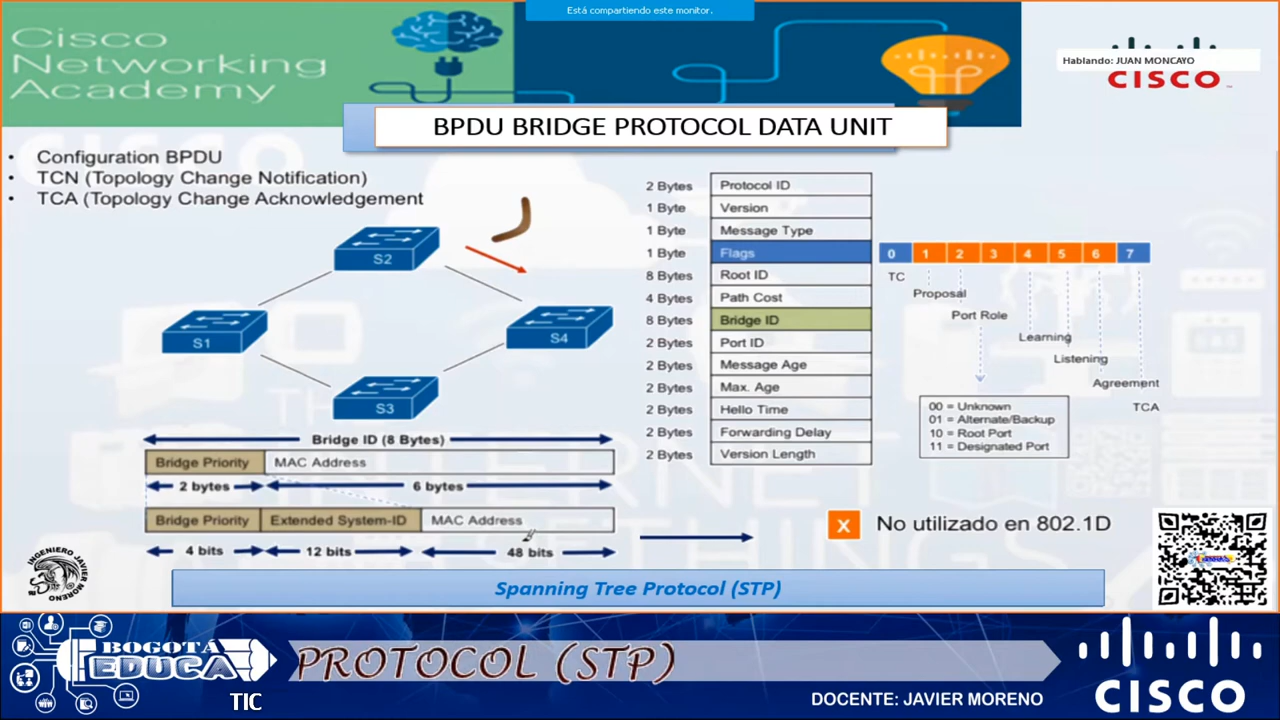 Está compartiendo este monitor.
Cisco
Networking
Academy
Hablando: JUAN MONCAYO
CISCO
BPDU BRIDGE PROTOCOL DATA UNIT
• Configuration BPDU
• TCN (Topology Change Notification)
• TCA (Topology Change Acknowledgement
S2
S1
S4
S3
2 Bytes Protocol ID
1 Byte Version
1 Byte Message Type
1 Byte Flags
8 Bytes Root ID
4 Bytes Path Cost
8 Bytes Bridge ID
2 Bytes Port ID
2 Bytes Message Age
2 Bytes Max. Age
2 Bytes Hello Time
2 Bytes Forwarding Delay
2 Bytes Version Length
0 1 2 3 4 5 6 7
TC
Proposal
Port Role
Learning
Listening
Agreement
TCA
00 = Unknown
01 = Alternate/Backup
10 = Root Port
11 = Designated Port
Bridge ID (8 Bytes)
Bridge Priority MAC Address
2 bytes 6 bytes
Bridge Priority Extended System-ID MAC Address
4 bits 12 bits 48 bits
X No utilizado en 802.1D
INGENIERO JAVIER MORENO
Spanning Tree Protocol (STP)
BOGOTÁ
EDUCA
TIC
PROTOCOL (STP)
DOCENTE: JAVIER MORENO
CISCO